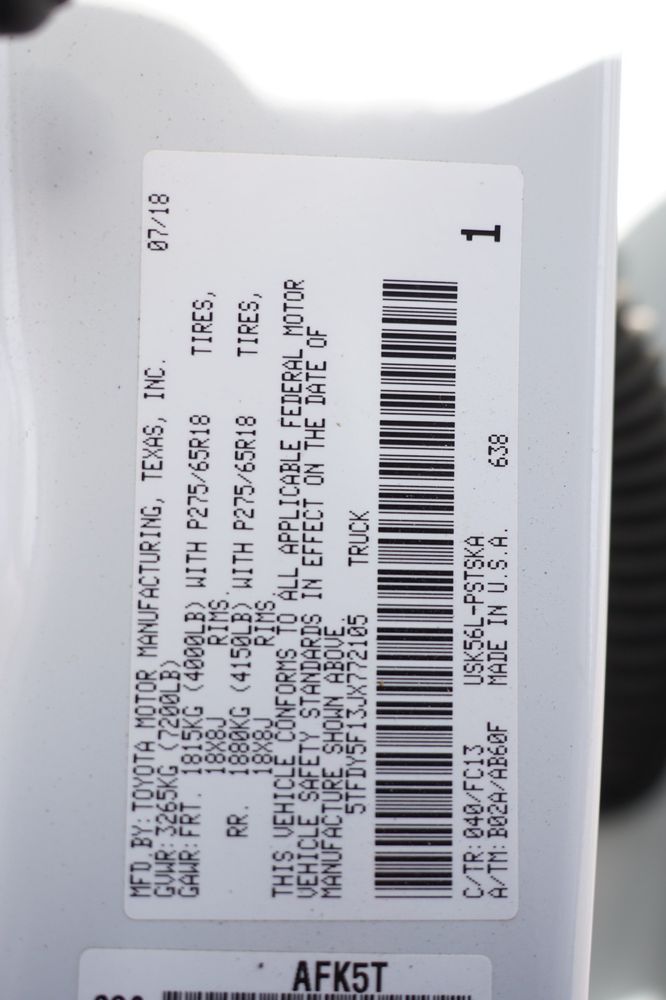 MFD.BY:TOYOTA MOTOR MANUFACTURING, TEXAS, INC. 07/18
GVWR:3265KG (7200LB)
GAWR:FRT. 1815KG (4000LB) WITH P275/65R18 TIRES,
18X8J RIMS,
RR. 1880KG (4150LB) WITH P275/65R18 TIRES,
18X8J RIMS,
THIS VEHICLE CONFORMS TO ALL APPLICABLE FEDERAL MOTOR
VEHICLE SAFETY STANDARDS IN EFFECT ON THE DATE OF
MANUFACTURE SHOWN ABOVE.
5TFDY5F13JX772105 TRUCK
1
C/TR:040/FC13 USK56L-PSTSKA 638
A/TM:B02A/AB60F MADE IN U.S.A.
AFK5T